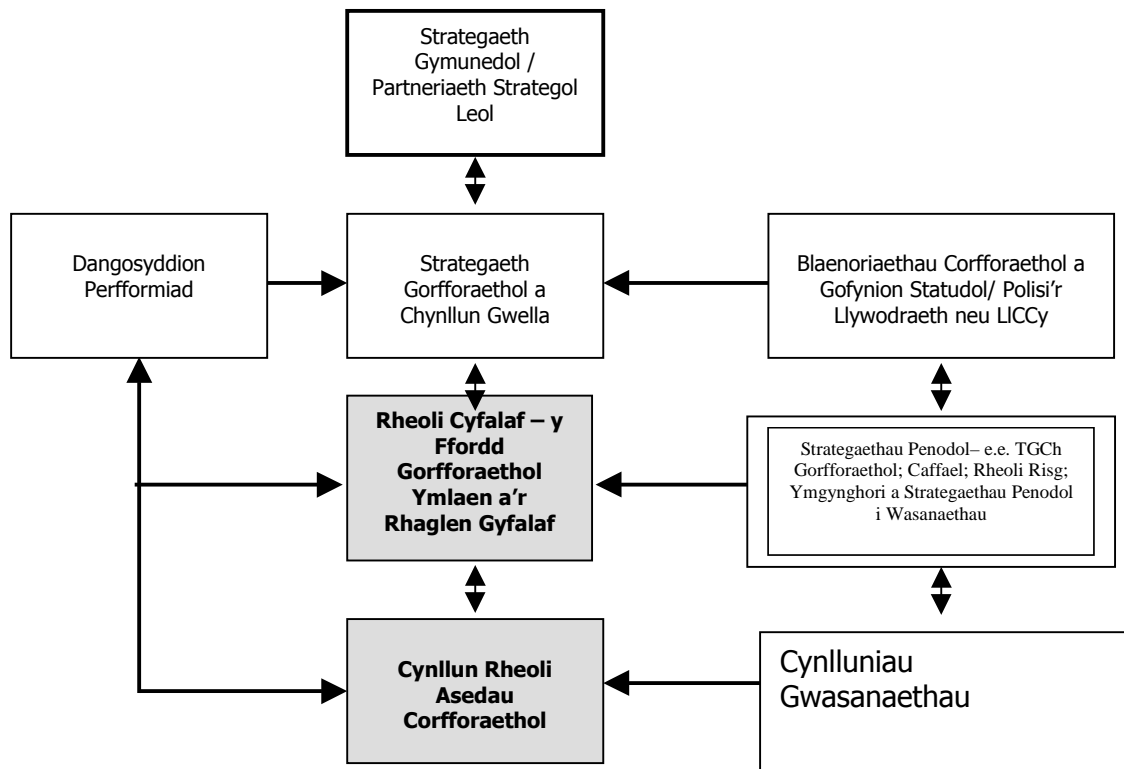 Strategaeth
Gymunedol /
Partneriaeth Strategol
Leol
Dangosyddion
Perfformiad
Strategaeth
Gorfforaethol a
Chynllun Gwella
Blaenoriaethau Corfforaethol a
Gofynion Statudol/ Polisi’r
Llywodraeth neu LlCCy
Rheoli Cyfalaf – y
Ffordd
Gorfforaethol
Ymlaen a’r
Rhaglen Gyfalaf
Strategaethau Penodol– e.e. TGCh
Gorfforaethol; Caffael; Rheoli Risg;
Ymgynghori a Strategaethau Penodol
i Wasanaethau
Cynllun Rheoli
Asedau
Corfforaethol
Cynlluniau
Gwasanaethau